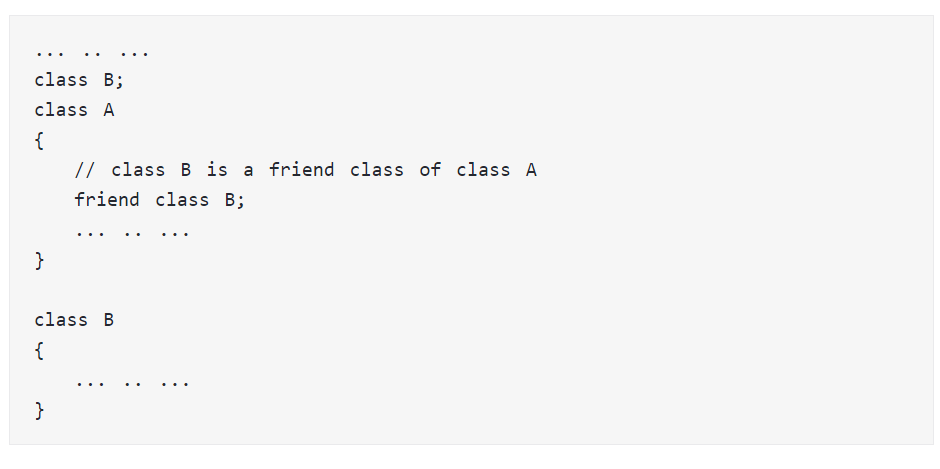 ... .. ...
class B;
class A
{
// class B is a friend class of class A
friend class B;
... .. ...
}
class B
{
... .. ...
}